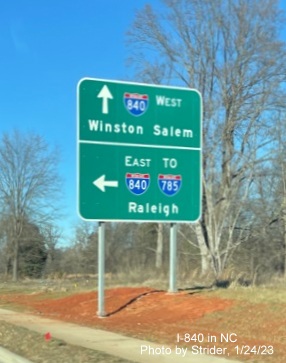 840 WEST
Winston Salem
EAST TO
840 785
Raleigh
I-840 in NC
Photo by Strider, 1/24/23